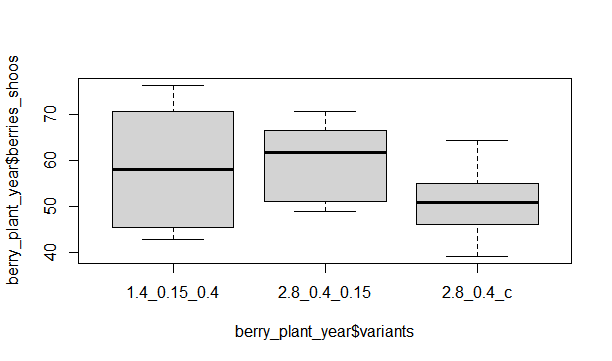 berry_plant_year$berries_shoos
70
60
50
40
1.4_0.15_0.4
2.8_0.4_0.15
2.8_0.4_c
berry_plant_year$variants